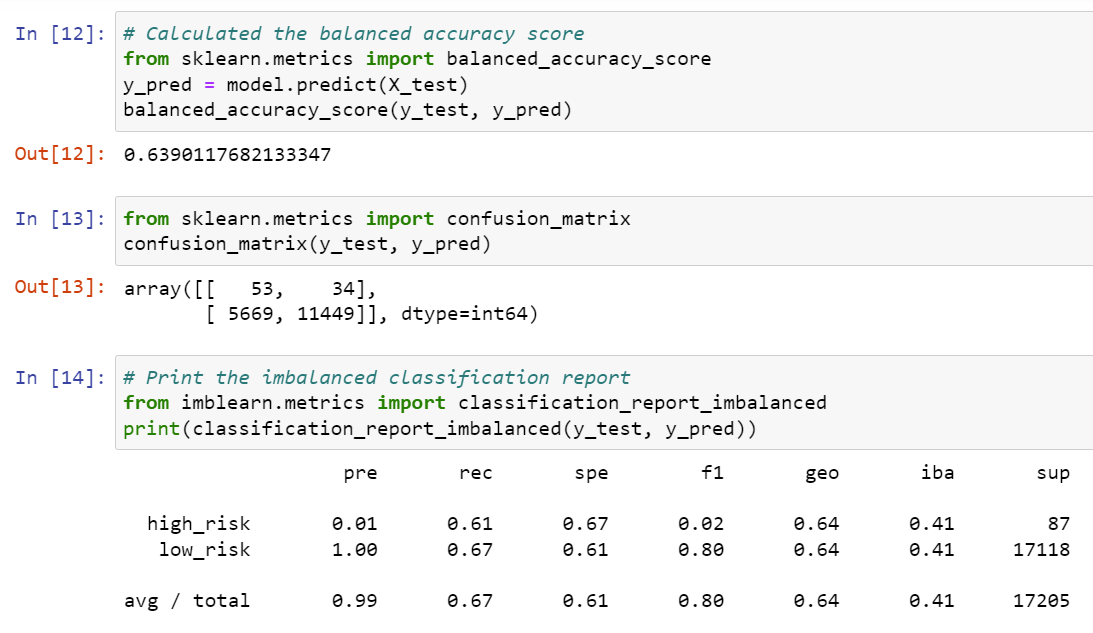 In [12]: # Calculated the balanced accuracy score
from sklearn.metrics import balanced_accuracy_score
y_pred = model.predict(X_test)
balanced_accuracy_score(y_test, y_pred)
Out[12]: 0.6390117682133347
In [13]: from sklearn.metrics import confusion_matrix
confusion_matrix(y_test, y_pred)
Out[13]: array([[   53,    34],
       [ 5669, 11449]], dtype=int64)
In [14]: # Print the imbalanced classification report
from imblearn.metrics import classification_report_imbalanced
print(classification_report_imbalanced(y_test, y_pred))
pre rec spe f1 geo iba sup
high_risk 0.01 0.61 0.67 0.02 0.64 0.41 87
low_risk 1.00 0.67 0.61 0.80 0.64 0.41 17118
avg / total 0.99 0.67 0.61 0.80 0.64 0.41 17205